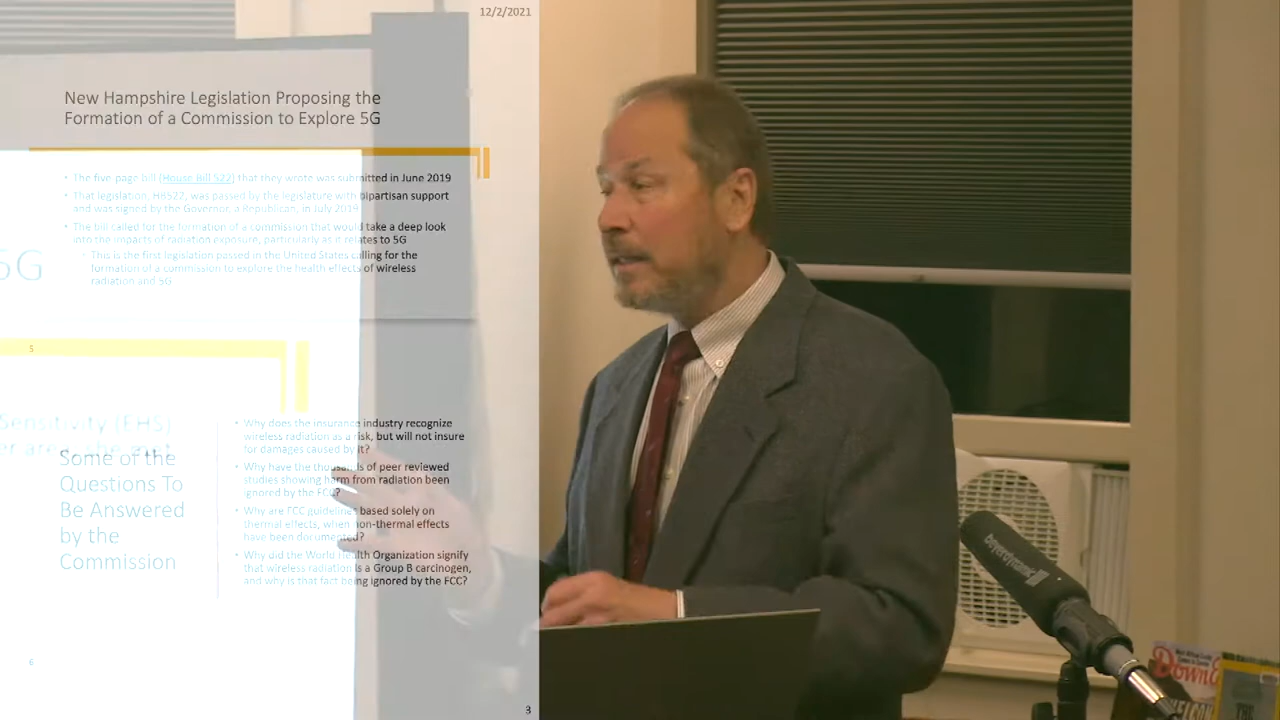 12/2/2021
New Hampshire Legislation Proposing the
Formation of a Commission to Explore 5G
• The five-page bill (House Bill 522) that they wrote was submitted in June 2019
• That legislation, HB522, was passed by the legislature with bipartisan support
and was signed by the Governor, a Republican, in July 2019
• The bill called for the formation of a commission that would take a deep look
into the impacts of radiation exposure, particularly as it relates to 5G
◦ This is the first legislation passed in the United States calling for the
formation of a commission to explore the health effects of wireless
radiation and 5G
5G
5
Sensitivity (EHS)
Some of the
Questions To
Be Answered
by the
Commission
• Why does the insurance industry recognize
wireless radiation as a risk, but will not insure
for damages caused by it?
• Why have the thousands of peer reviewed
studies showing harm from radiation been
ignored by the FCC?
• Why are FCC guidelines based solely on
thermal effects, when non-thermal effects
have been documented?
• Why did the World Health Organization signify
that wireless radiation is a Group B carcinogen,
and why is that fact being ignored by the FCC?
6
3
beyerdynamic
Down